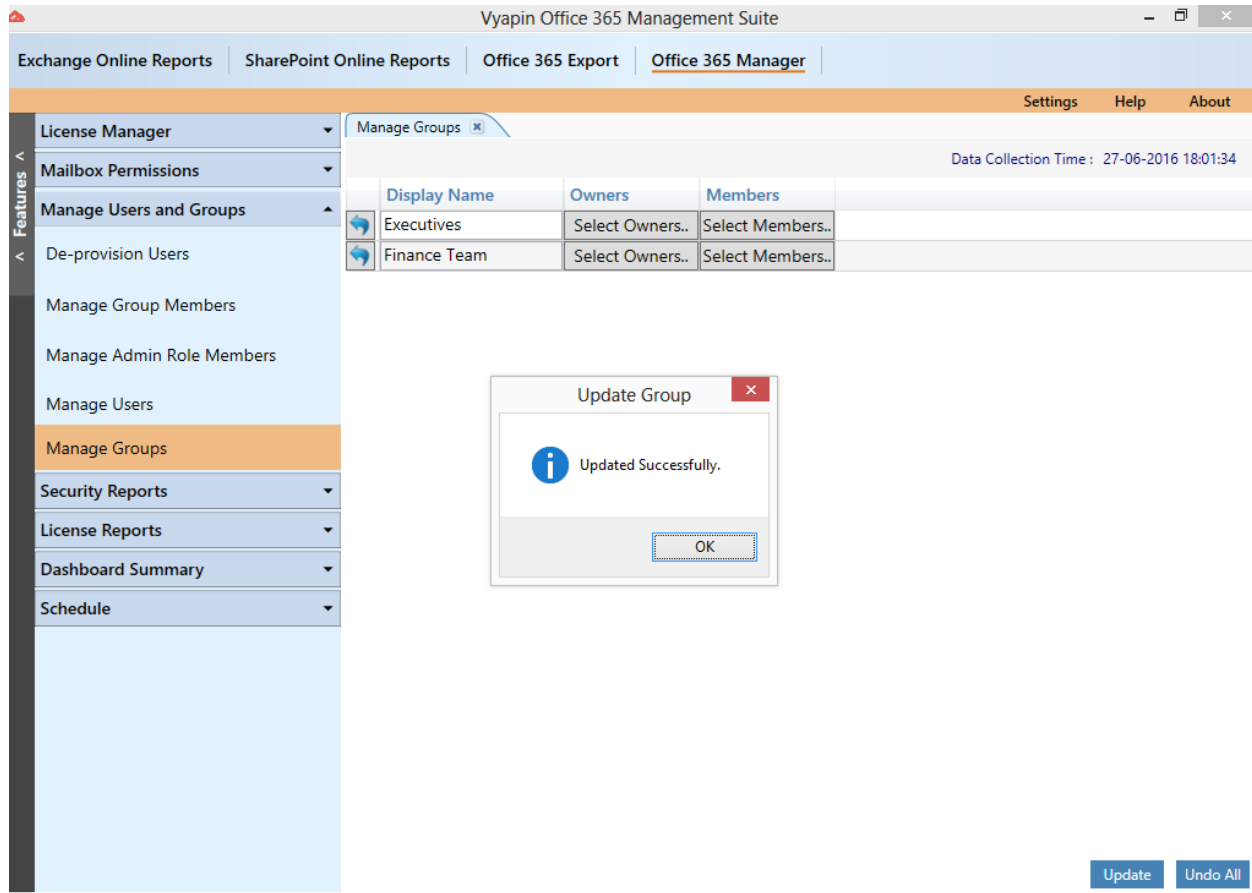 Vyapin Office 365 Management Suite
Exchange Online Reports SharePoint Online Reports Office 365 Export Office 365 Manager
Settings Help About
< Features <
License Manager
Mailbox Permissions
Manage Users and Groups
De-provision Users
Manage Group Members
Manage Admin Role Members
Manage Users
Manage Groups
Security Reports
License Reports
Dashboard Summary
Schedule
Manage Groups
Data Collection Time : 27-06-2016 18:01:34
Display Name Owners Members
Executives Select Owners.. Select Members..
Finance Team Select Owners.. Select Members..
Update Group
Updated Successfully.
OK
Update Undo All